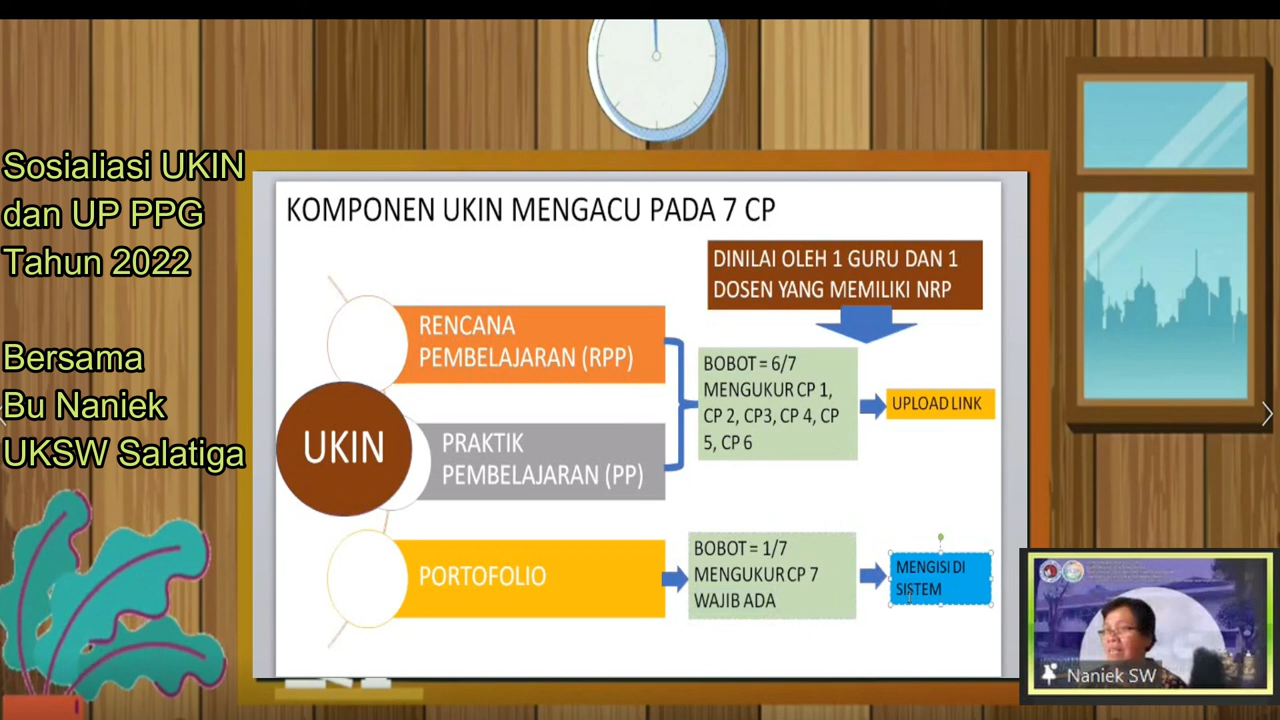 Sosialiasi UKIN
dan UP PPG
Tahun 2022
Bersama
Bu Naniek
UKSW Salatiga
KOMPONEN UKIN MENGACU PADA 7 CP
DINILAI OLEH 1 GURU DAN 1
DOSEN YANG MEMILIKI NRP
RENCANA
PEMBELAJARAN (RPP)
BOBOT = 6/7
MENGUKUR CP 1,
CP 2, CP3, CP 4, CP
5, CP 6
UPLOAD LINK
UKIN
PRAKTIK
PEMBELAJARAN (PP)
PORTOFOLIO
BOBOT = 1/7
MENGUKUR CP 7
WAJIB ADA
MENGISI DI
SISTEM
Naniek SW